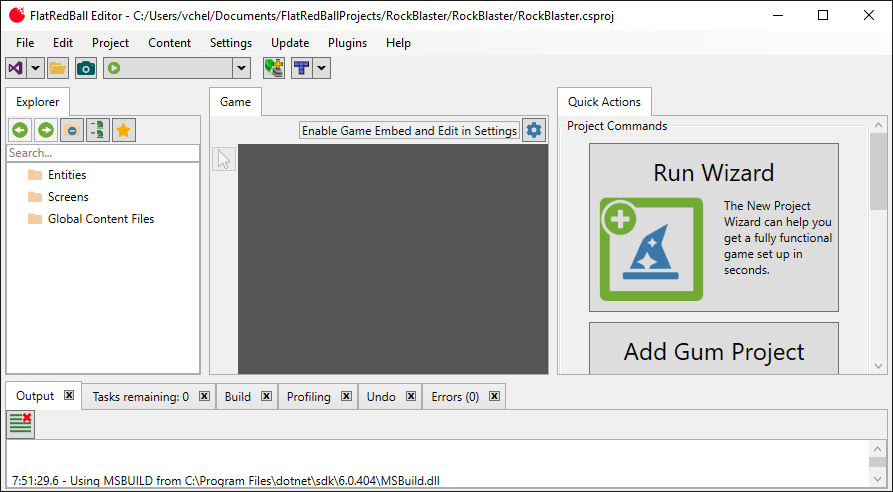 FlatRedBall Editor - C:/Users/vchel/Documents/FlatRedBallProjects/RockBlaster/RockBlaster/RockBlaster.csproj
File Edit Project Content Settings Update Plugins Help
Explorer
Search...
Entities
Screens
Global Content Files
Game
Enable Game Embed and Edit in Settings
Quick Actions
Project Commands
Run Wizard
The New Project
Wizard can help you
get a fully functional
game set up in
seconds.
Add Gum Project
Output Tasks remaining: 0 Build Profiling Undo Errors (0)
7:51:29.6 - Using MSBUILD from C:\Program Files\dotnet\sdk\6.0.404\MSBuild.dll